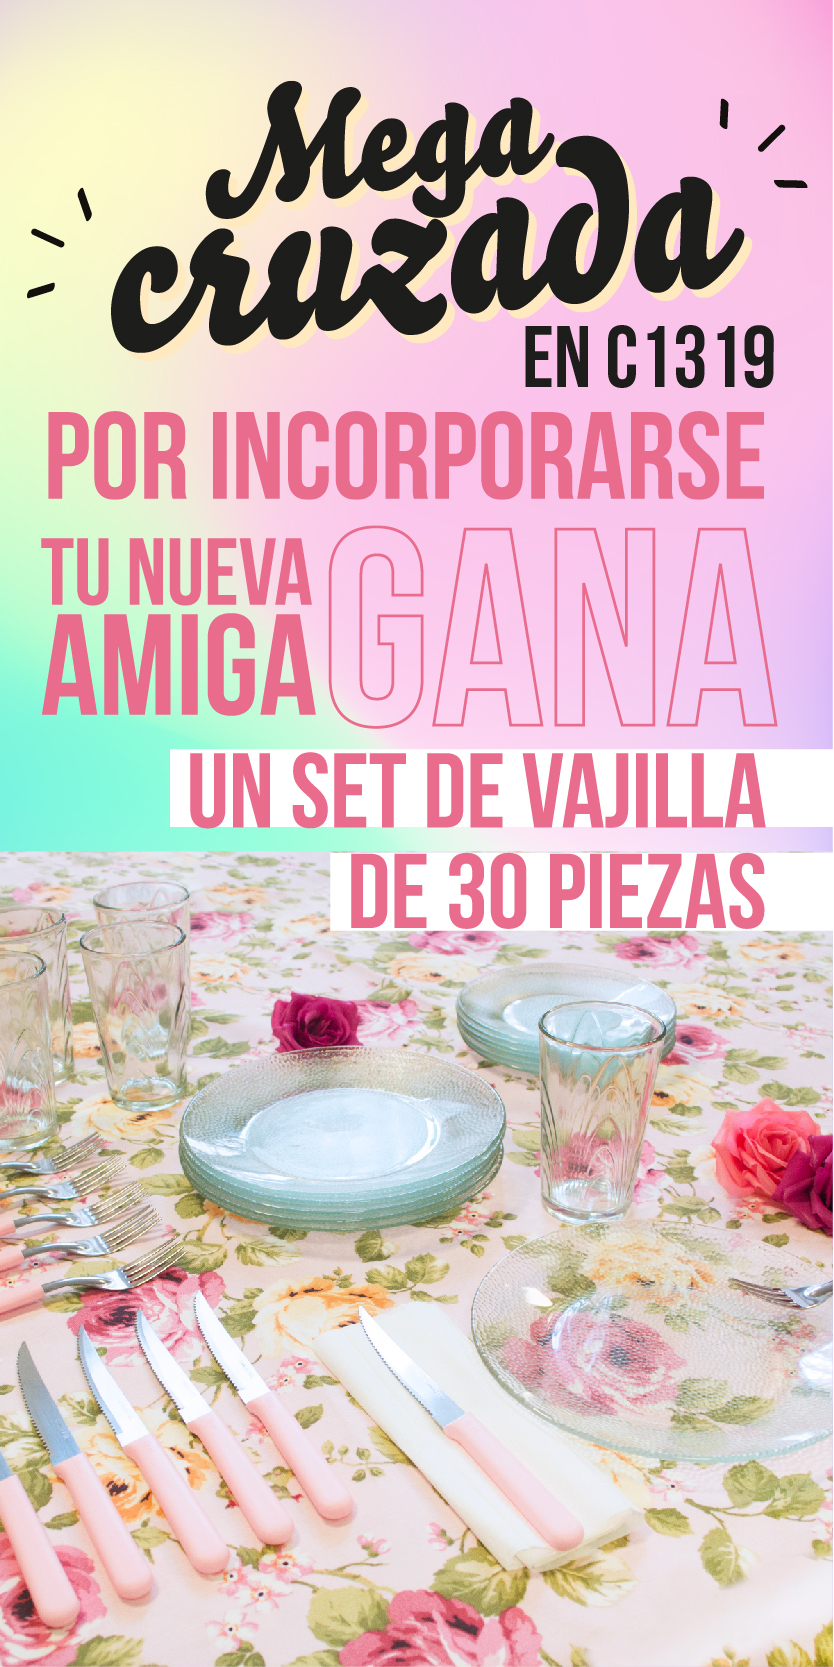 Mega
cruzada
EN C1319
POR INCORPORARSE
TU NUEVA
AMIGA GANA
UN SET DE VAJILLA
DE 30 PIEZAS